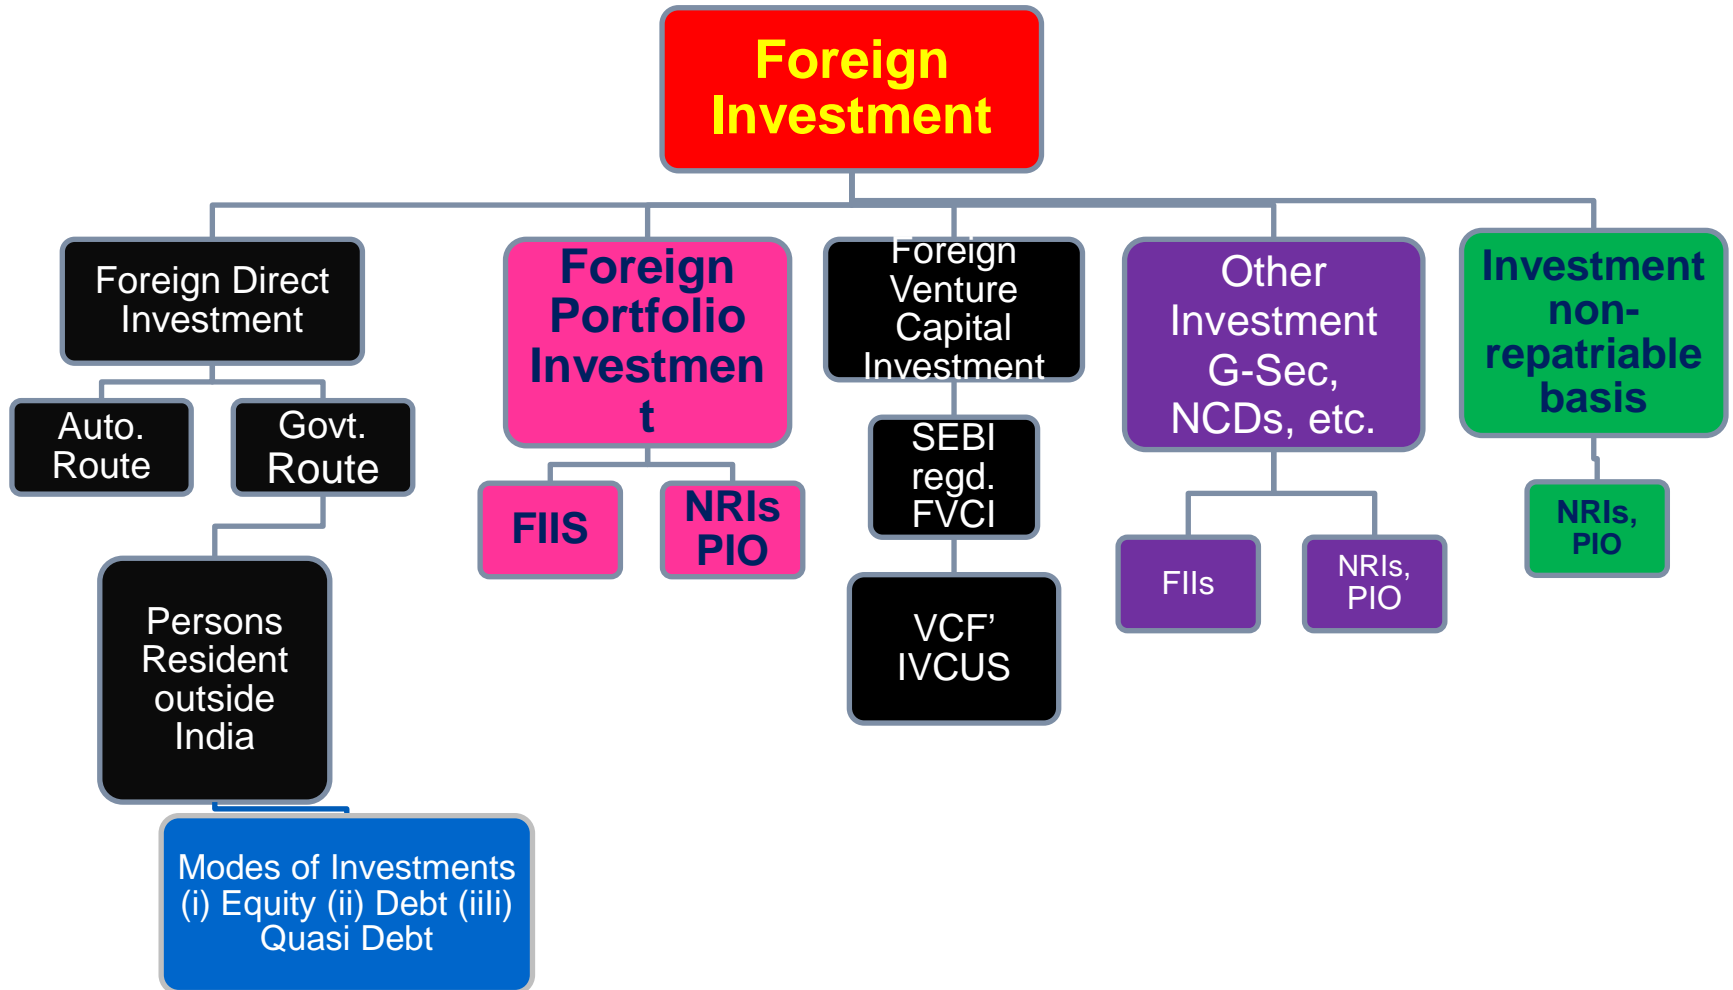 Foreign
Investment
Foreign Direct
Investment
Auto.
Route
Govt.
Route
Persons
Resident
outside
India
Modes of Investments
(i) Equity (ii) Debt (iiIi)
Quasi Debt
Foreign
Portfolio
Investmen
t
FIIS
NRIs
PIO
Foreign
Venture
Capital
Investment
SEBI
regd.
FVCI
VCF’
IVCUS
Other
Investment
G-Sec,
NCDs, etc.
FIIs
NRIs,
PIO
Investment
non-
repatriable
basis
NRIs,
PIO